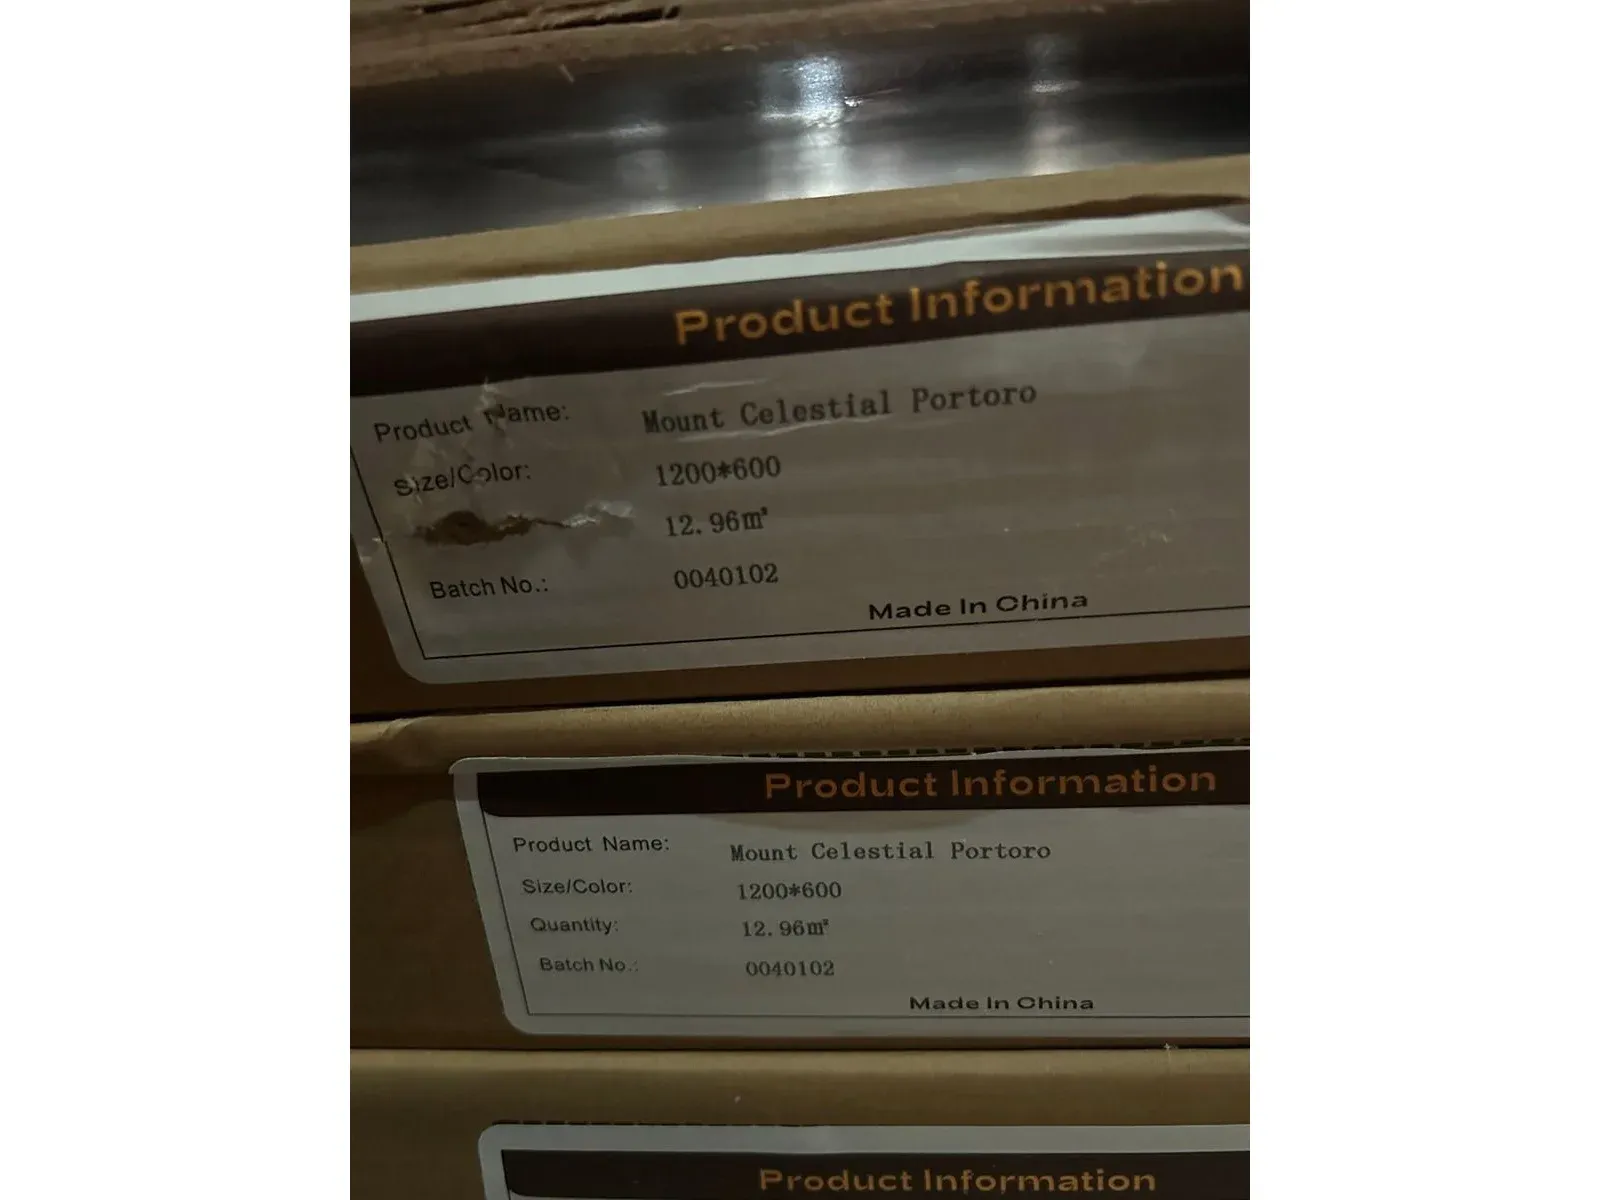 Product Information
Product Name: Mount Celestial Portoro
Size/Color: 1200*600
12.96㎡
Batch No.: 0040102
Made In China
Product Information
Product Name: Mount Celestial Portoro
Size/Color: 1200*600
Quantity: 12.96㎡
Batch No.: 0040102
Made In China
Product Information